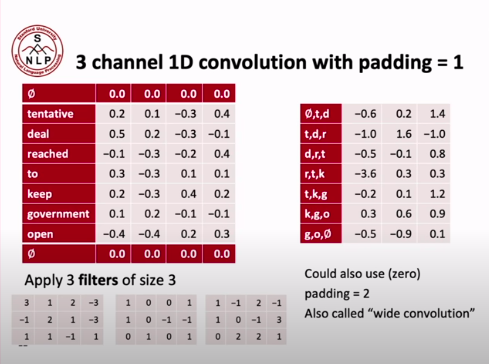 Stanford University
S
NLP
Natural Language Processing
3 channel 1D convolution with padding = 1
Ø 0.0 0.0 0.0 0.0
tentative 0.2 0.1 −0.3 0.4
deal 0.5 0.2 −0.3 −0.1
reached −0.1 −0.3 −0.2 0.4
to 0.3 −0.3 0.1 0.1
keep 0.2 −0.3 0.4 0.2
government 0.1 0.2 −0.1 −0.1
open −0.4 −0.4 0.2 0.3
Ø 0.0 0.0 0.0 0.0
Ø,t,d −0.6 0.2 1.4
t,d,r −1.0 1.6 −1.0
d,r,t −0.5 −0.1 0.8
r,t,k −3.6 0.3 0.3
t,k,g −0.2 0.1 1.2
k,g,o 0.3 0.6 0.9
g,o,Ø −0.5 −0.9 0.1
Apply 3 filters of size 3
3 1 2 −3
−1 2 1 −3
1 1 −1 1
1 0 0 1
1 0 −1 −1
0 1 0 1
1 −1 2 −1
1 0 −1 3
0 2 2 1
Could also use (zero)
padding = 2
Also called “wide convolution”